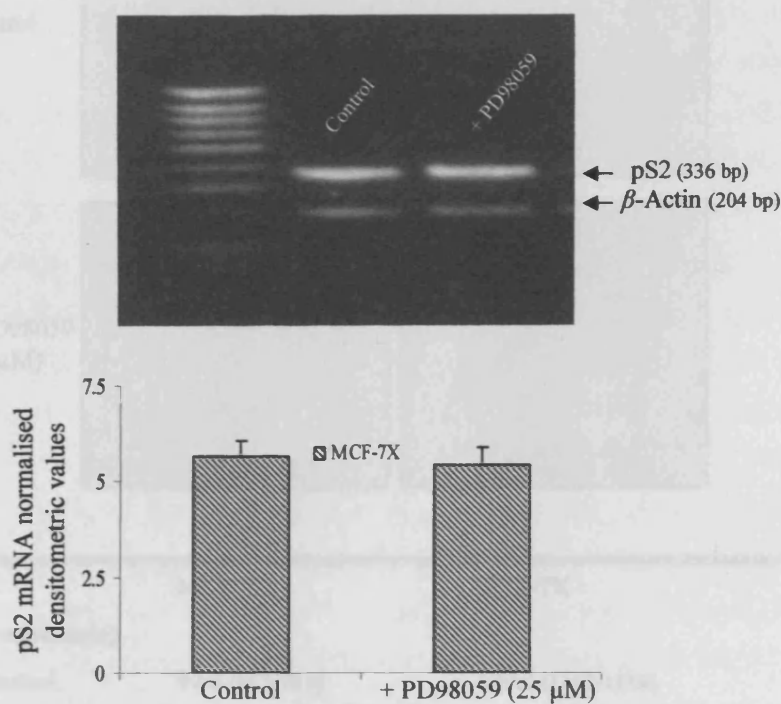 Control
+ PD98059
pS2 (336 bp)
β-Actin (204 bp)
7.5
5
2.5
0
pS2 mRNA normalised
densitometric values
MCF-7X
Control
+ PD98059 (25 μM)